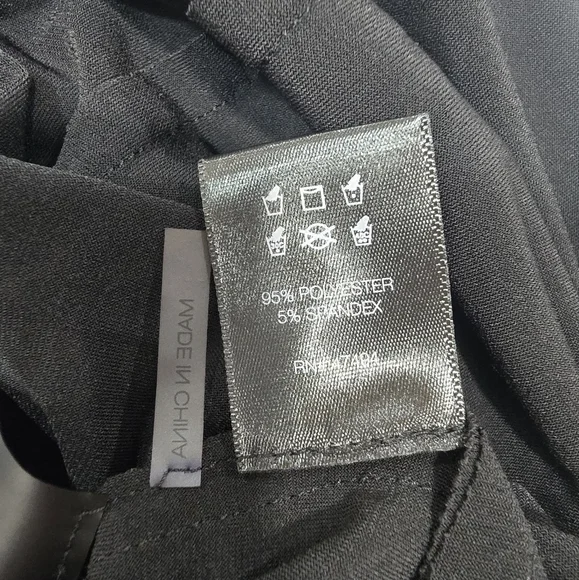 95% POLYESTER
5% SPANDEX
MADE IN CHINA